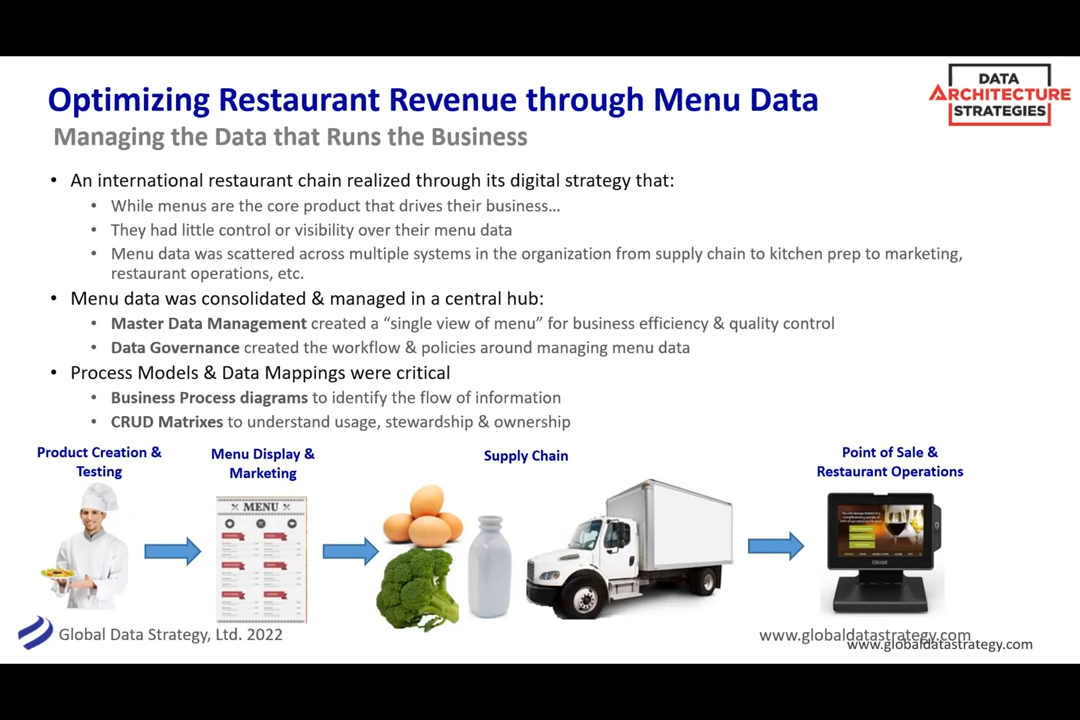 Optimizing Restaurant Revenue through Menu Data
Managing the Data that Runs the Business
DATA
ARCHITECTURE
STRATEGIES
• An international restaurant chain realized through its digital strategy that:
• While menus are the core product that drives their business…
• They had little control or visibility over their menu data
• Menu data was scattered across multiple systems in the organization from supply chain to kitchen prep to marketing,
restaurant operations, etc.
• Menu data was consolidated & managed in a central hub:
• Master Data Management created a “single view of menu” for business efficiency & quality control
• Data Governance created the workflow & policies around managing menu data
• Process Models & Data Mappings were critical
• Business Process diagrams to identify the flow of information
• CRUD Matrixes to understand usage, stewardship & ownership
Product Creation &
Testing
Menu Display &
Marketing
Supply Chain
Point of Sale &
Restaurant Operations
MENU
Global Data Strategy, Ltd. 2022
www.globaldatastrategy.com
www.globaldatastrategy.com